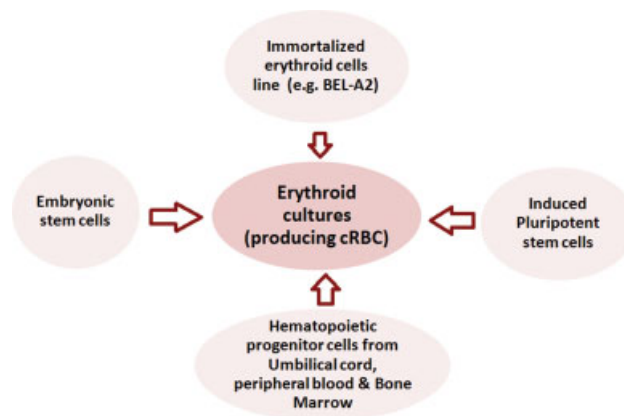 Immortalized
erythroid cells
line (e.g. BEL-A2)
Embryonic
stem cells
Erythroid
cultures
(producing cRBC)
Induced
Pluripotent
stem cells
Hematopoietic
progenitor cells from
Umbilical cord,
peripheral blood & Bone
Marrow